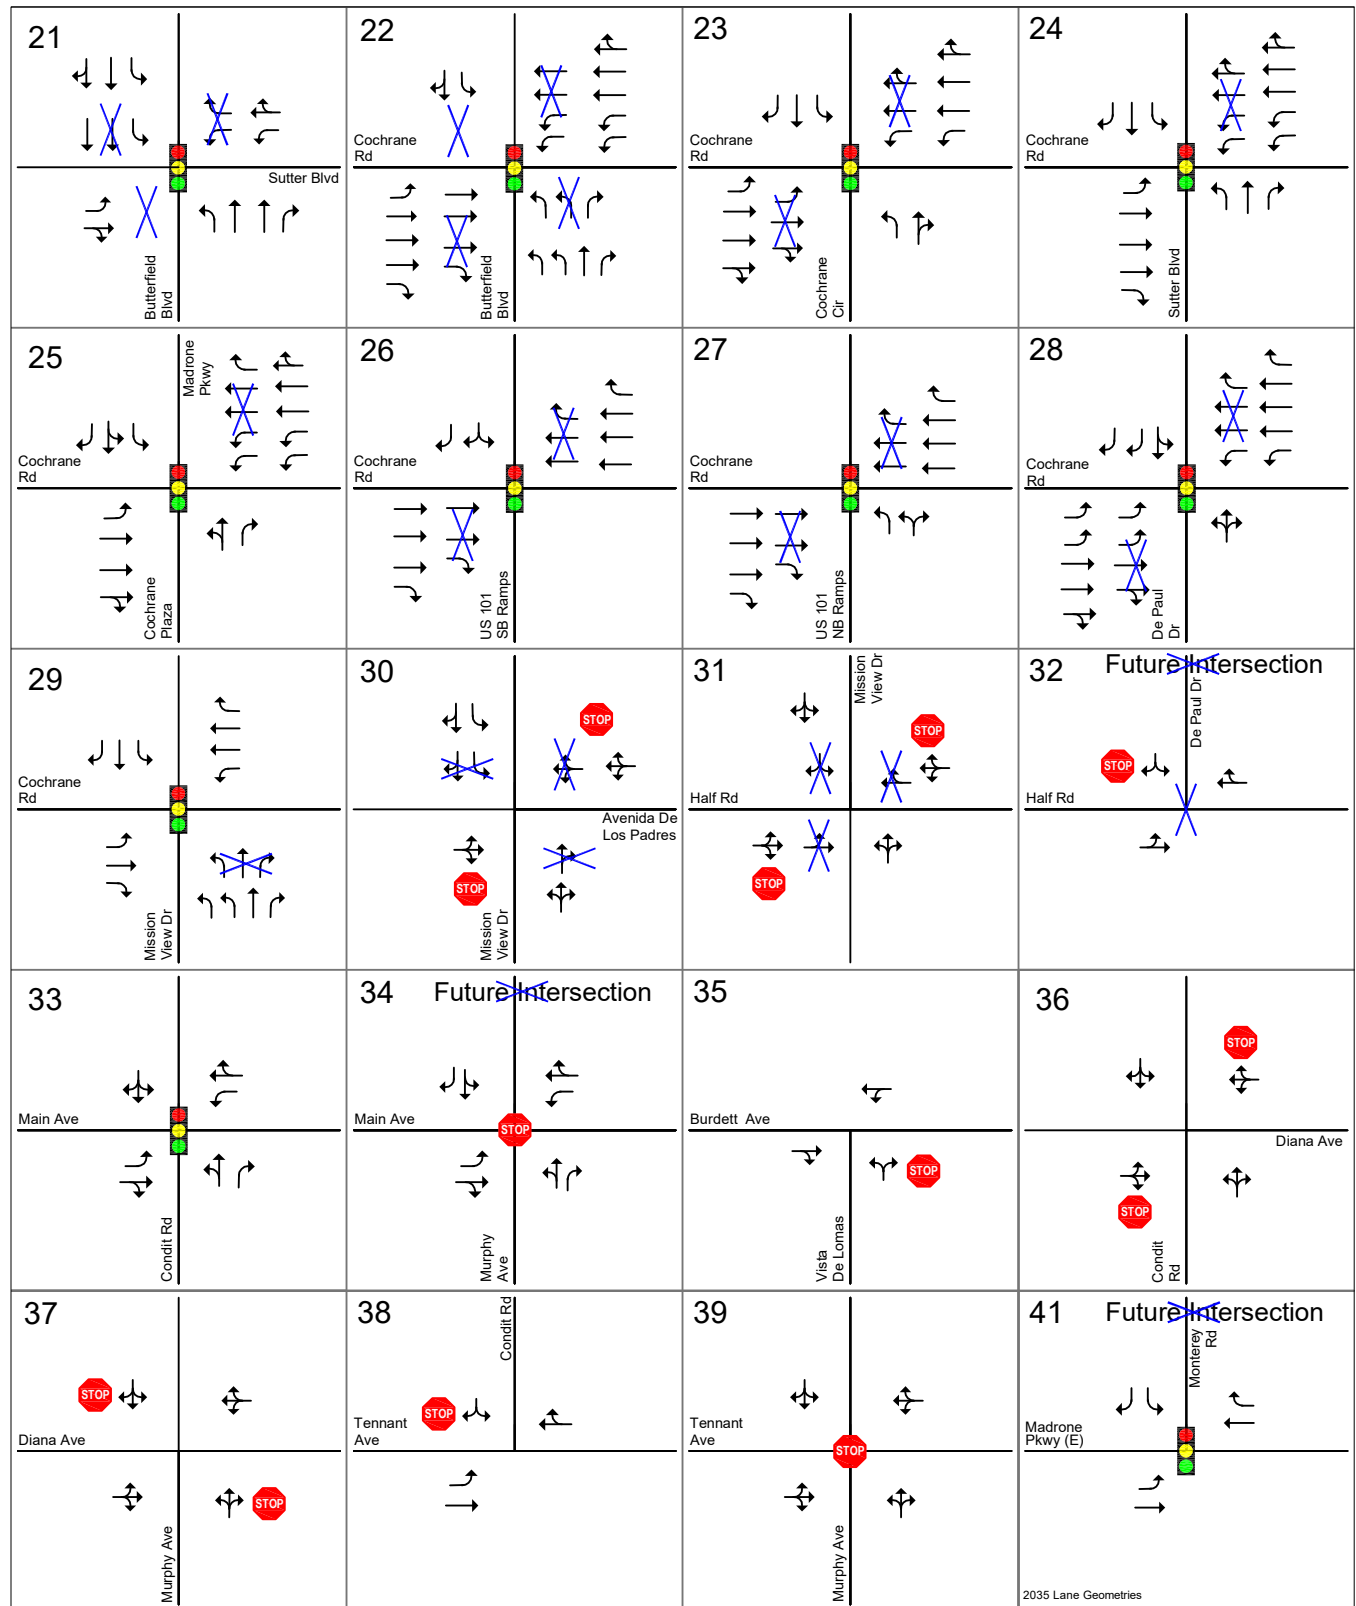 21
Sutter Blvd
Butterfield
Blvd
22
Cochrane
Rd
Butterfield
Blvd
23
Cochrane
Rd
Cochrane
Cir
24
Cochrane
Rd
Sutter Blvd
25
Madrone
Pkwy
Cochrane
Rd
Cochrane
Plaza
26
Cochrane
Rd
US 101
SB Ramps
27
Cochrane
Rd
US 101
NB Ramps
28
Cochrane
Rd
De Paul
Dr
29
Cochrane
Rd
Mission
View Dr
30
STOP
Avenida De
Los Padres
STOP
Mission
View Dr
31
Mission
View Dr
STOP
Half Rd
STOP
32
Future Intersection
De Paul Dr
STOP
Half Rd
33
Main Ave
Condit Rd
34
Future Intersection
Main Ave
STOP
Murphy
Ave
35
Burdett Ave
STOP
Vista
De Lomas
36
STOP
Diana Ave
STOP
Condit
Rd
37
STOP
Diana Ave
STOP
Murphy Ave
38
Condit Rd
STOP
Tennant
Ave
39
Tennant
Ave
STOP
Murphy Ave
41
Future Intersection
Monterey
Rd
Madrone
Pkwy (E)
2035 Lane Geometries